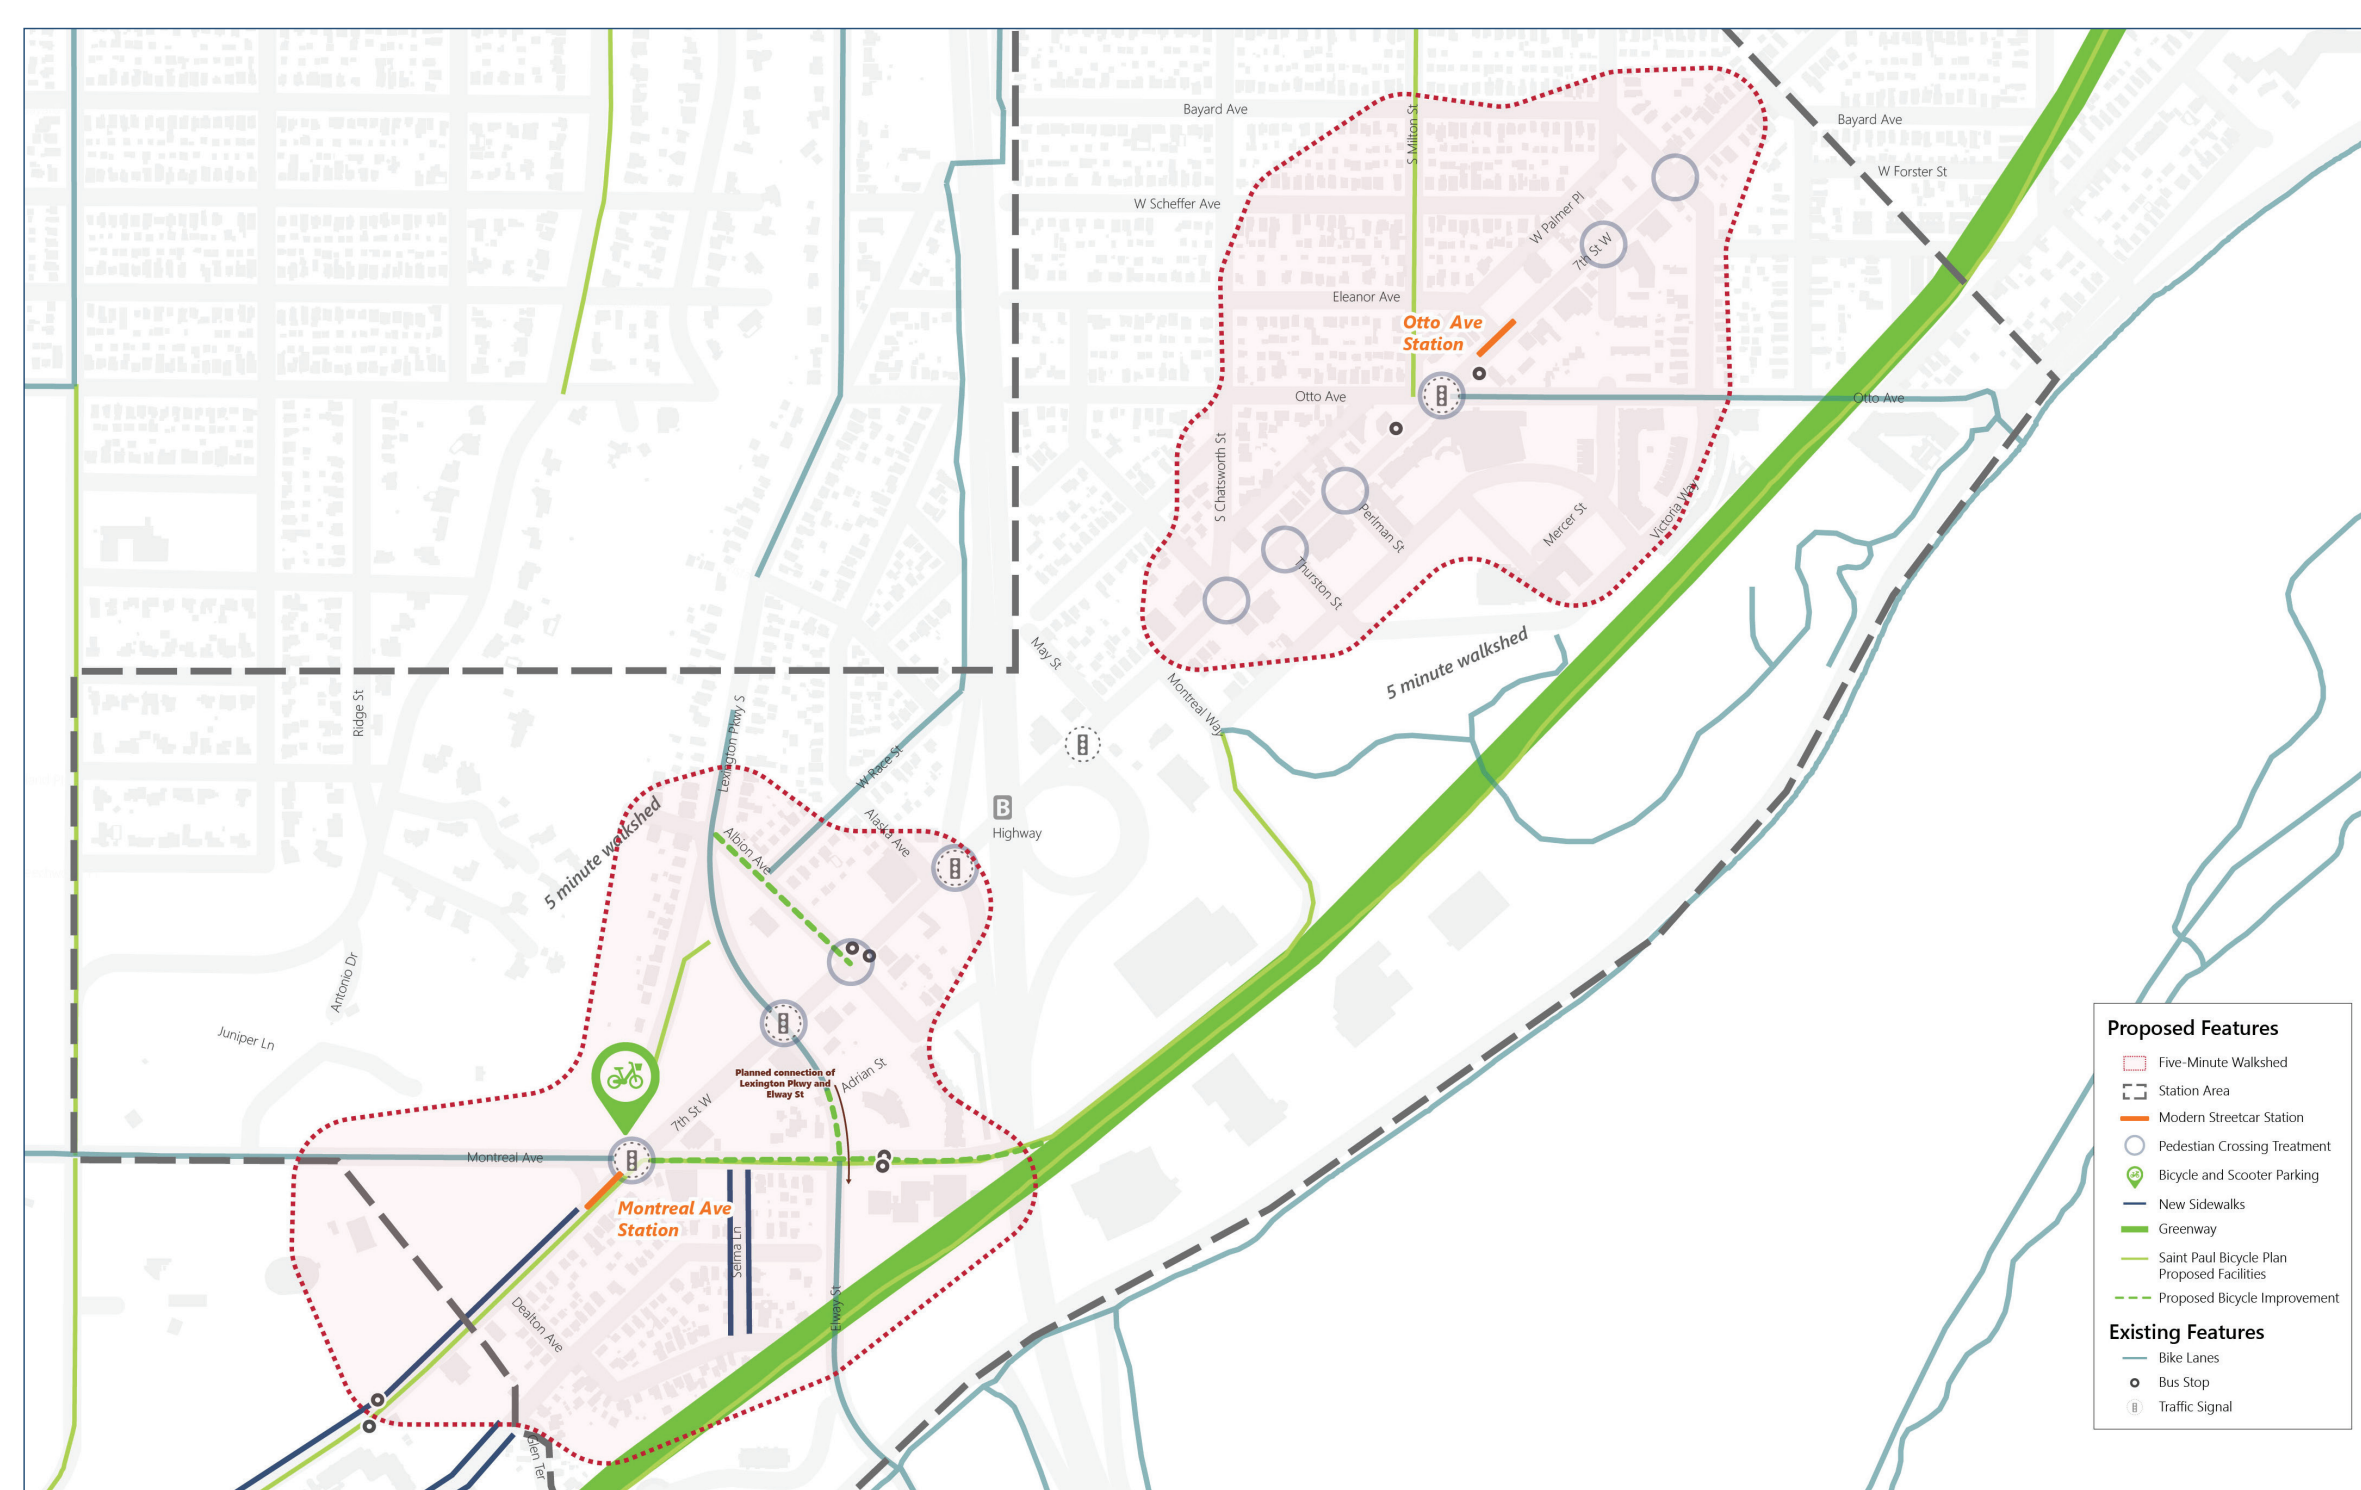 Bayard Ave
S Milton St
Bayard Ave
W Forster St
W Scheffer Ave
W Palmer Pl
7th St W
Eleanor Ave
Otto Ave
Station
Otto Ave
Otto Ave
S Chatsworth St
Perlman St
Mercer St
Victoria Way
Thurston St
5 minute walkshed
May St
Montreal Way
Ridge St
Lexington Pkwy S
W Race St
B
Highway
Alaska Ave
Albion Ave
5 minute walkshed
Antonio Dr
Juniper Ln
Planned connection of
Lexington Pkwy and
Elway St
Adrian St
7th St W
Montreal Ave
Montreal Ave
Station
Selma Ln
Elway St
Dealton Ave
Glen Ter
Proposed Features
Five-Minute Walkshed
Station Area
Modern Streetcar Station
Pedestian Crossing Treatment
Bicycle and Scooter Parking
New Sidewalks
Greenway
Saint Paul Bicycle Plan
Proposed Facilities
Proposed Bicycle Improvement
Existing Features
Bike Lanes
Bus Stop
Traffic Signal